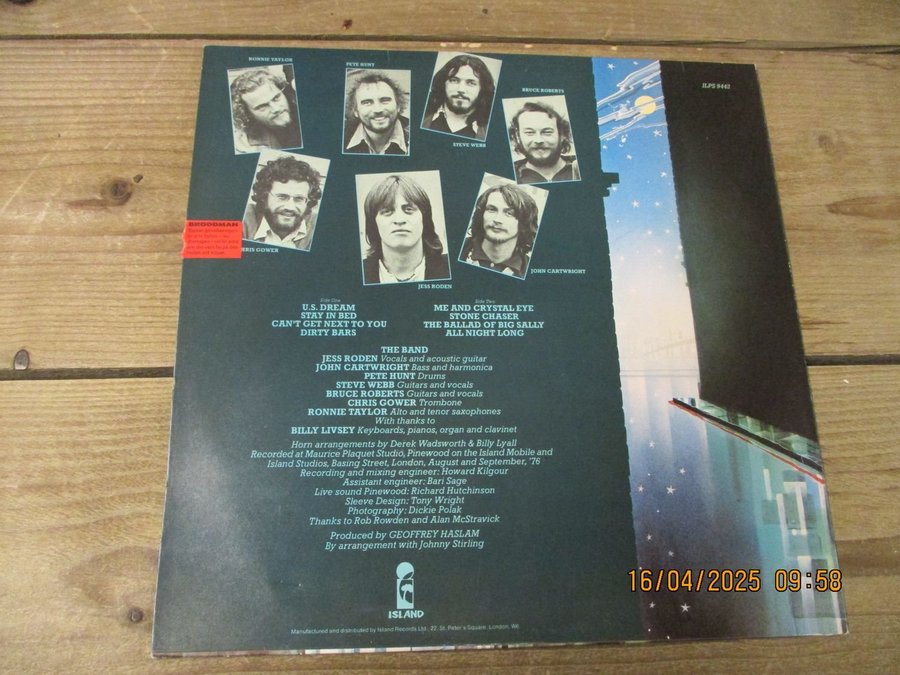 RONNIE TAYLOR
PETE HUNT
STEVE WEBB
BRUCE ROBERTS
ILPS 9442
BROODMAN
HRIS GOWER
JESS RODEN
JOHN CARTWRIGHT
Side One
U.S. DREAM
STAY IN BED
CAN'T GET NEXT TO YOU
DIRTY BARS
Side Two
ME AND CRYSTAL EYE
STONE CHASER
THE BALLAD OF BIG SALLY
ALL NIGHT LONG
THE BAND
JESS RODEN Vocals and acoustic guitar
JOHN CARTWRIGHT Bass and harmonica
PETE HUNT Drums
STEVE WEBB Guitars and vocals
BRUCE ROBERTS Guitars and vocals
CHRIS GOWER Trombone
RONNIE TAYLOR Alto and tenor saxophones
With thanks to
BILLY LIVSEY Keyboards, pianos, organ and clavinet
Horn arrangements by Derek Wadsworth & Billy Lyall
Recorded at Maurice Plaquet Studio, Pinewood on the Island Mobile and
Island Studios, Basing Street, London, August and September, '76
Recording and mixing engineer: Howard Kilgour
Assistant engineer: Bari Sage
Live sound Pinewood: Richard Hutchinson
Sleeve Design: Tony Wright
Photography: Dickie Polak
Thanks to Rob Rowden and Alan McStravick
Produced by GEOFFREY HASLAM
By arrangement with Johnny Stirling
ISLAND
Manufactured and distributed by Island Records Ltd., 22, St. Peter's Square, London, W6.
16/04/2025 09:58